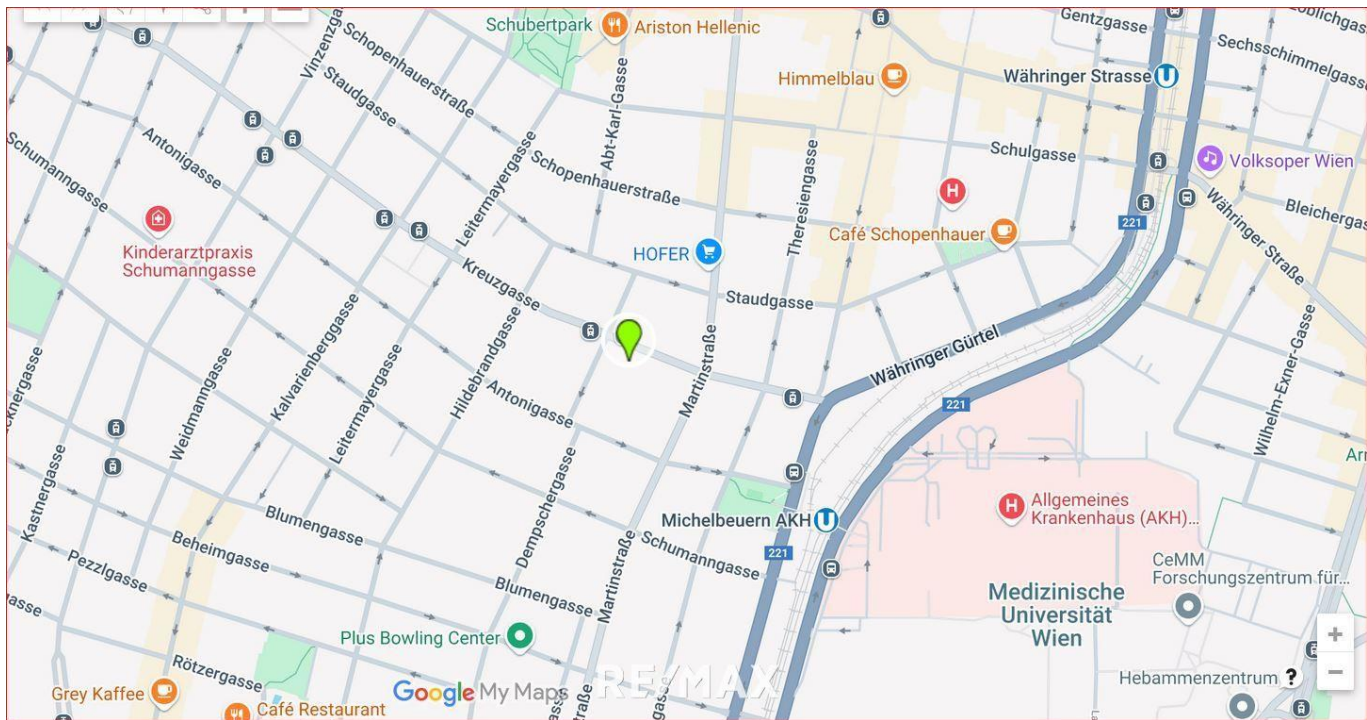 Schubertpark
Ariston Hellenic
Gentzgasse
Sechsschimmelgasse
Vinzenzga
Schopenhauerstraße
Himmelblau
Währinger Strasse
Staudgasse
Abt-Karl-Gasse
Antonigasse
Leitermayergasse
Schulgasse
Volksoper Wien
Schumanngasse
Schopenhauerstraße
Theresiengasse
Bleicherga
Währinger Straße
221
Café Schopenhauer
Kinderarztpraxis
Schumanngasse
HOFER
Kreuzgasse
Staudgasse
Währinger Gürtel
Kalvarienberggasse
Hildebrandgasse
Martinstraße
Weidmanngasse
Leitermayergasse
Antonigasse
221
Wilhelm-Exner-Gasse
Kastnergasse
Allgemeines
Krankenhaus (AKH)...
Michelbeuern AKH
Blumengasse
Dempschergasse
Schumanngasse
221
Beheimgasse
Martinstraße
CeMM
Forschungszentrum für...
Pezzlgasse
Blumengasse
Medizinische
Universität
Wien
Plus Bowling Center
Rötzergasse
Hebammenzentrum
?
Grey Kaffee
Google My Maps
RE/MAX
Café Restaurant